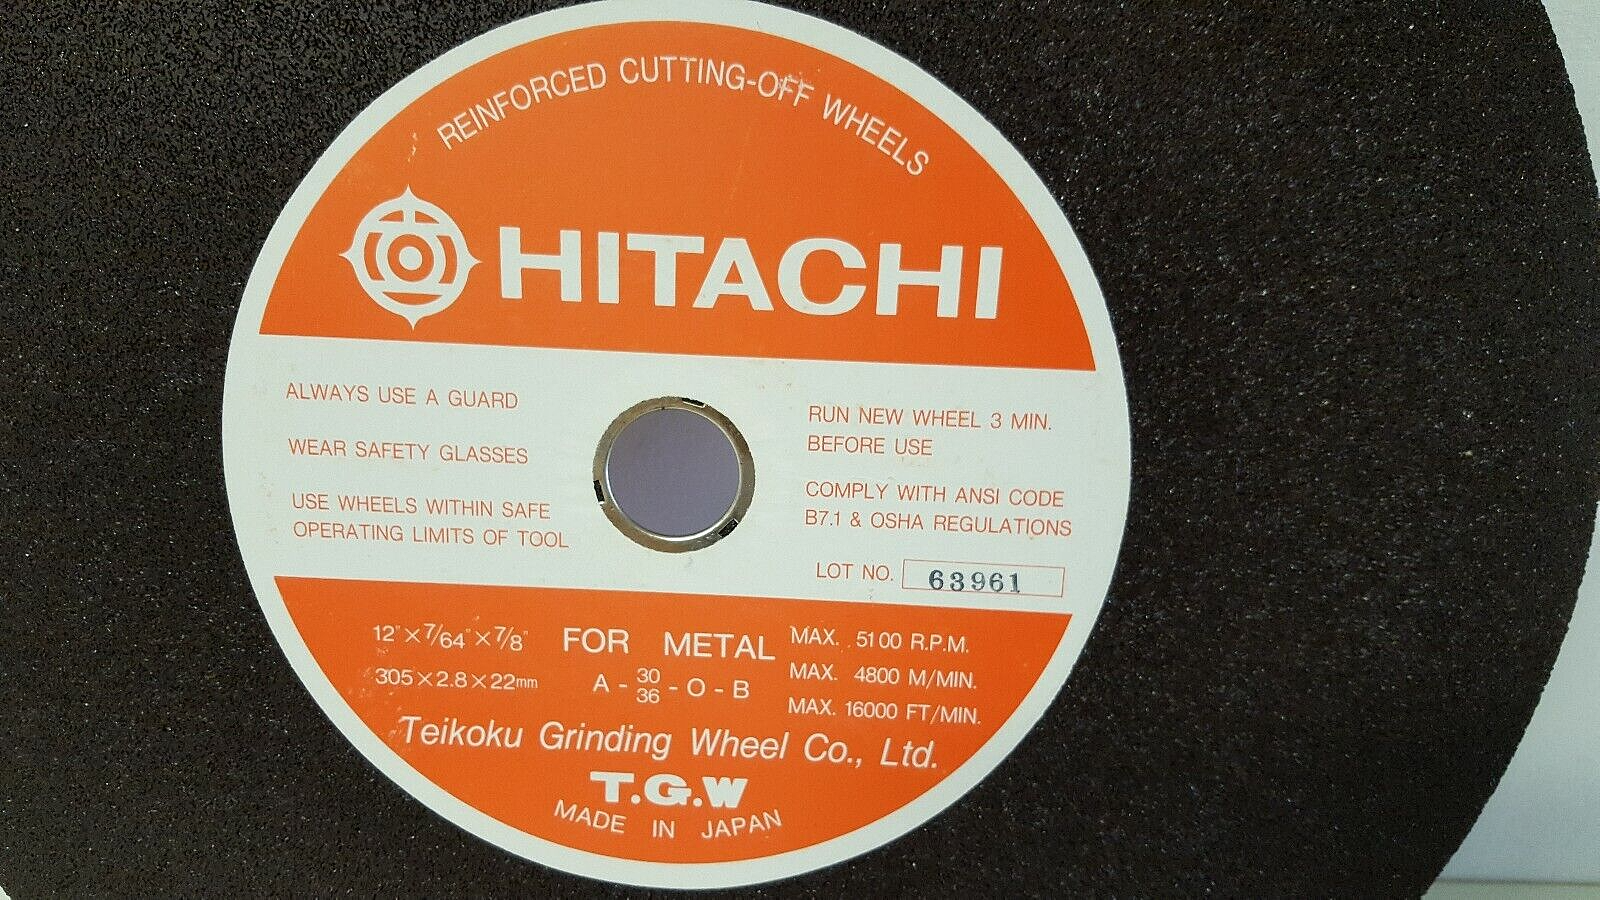 REINFORCED CUTTING-OFF WHEELS
HITACHI
ALWAYS USE A GUARD
WEAR SAFETY GLASSES
USE WHEELS WITHIN SAFE
OPERATING LIMITS OF TOOL
RUN NEW WHEEL 3 MIN.
BEFORE USE
COMPLY WITH ANSI CODE
B7.1 & OSHA REGULATIONS
LOT NO. 63961
12"×7/64"×7/8"
305×2.8×22mm
FOR METAL
A-30/36-O-B
MAX. 5100 R.P.M.
MAX. 4800 M/MIN.
MAX. 16000 FT/MIN.
Teikoku Grinding Wheel Co., Ltd.
T.G.W
MADE IN JAPAN